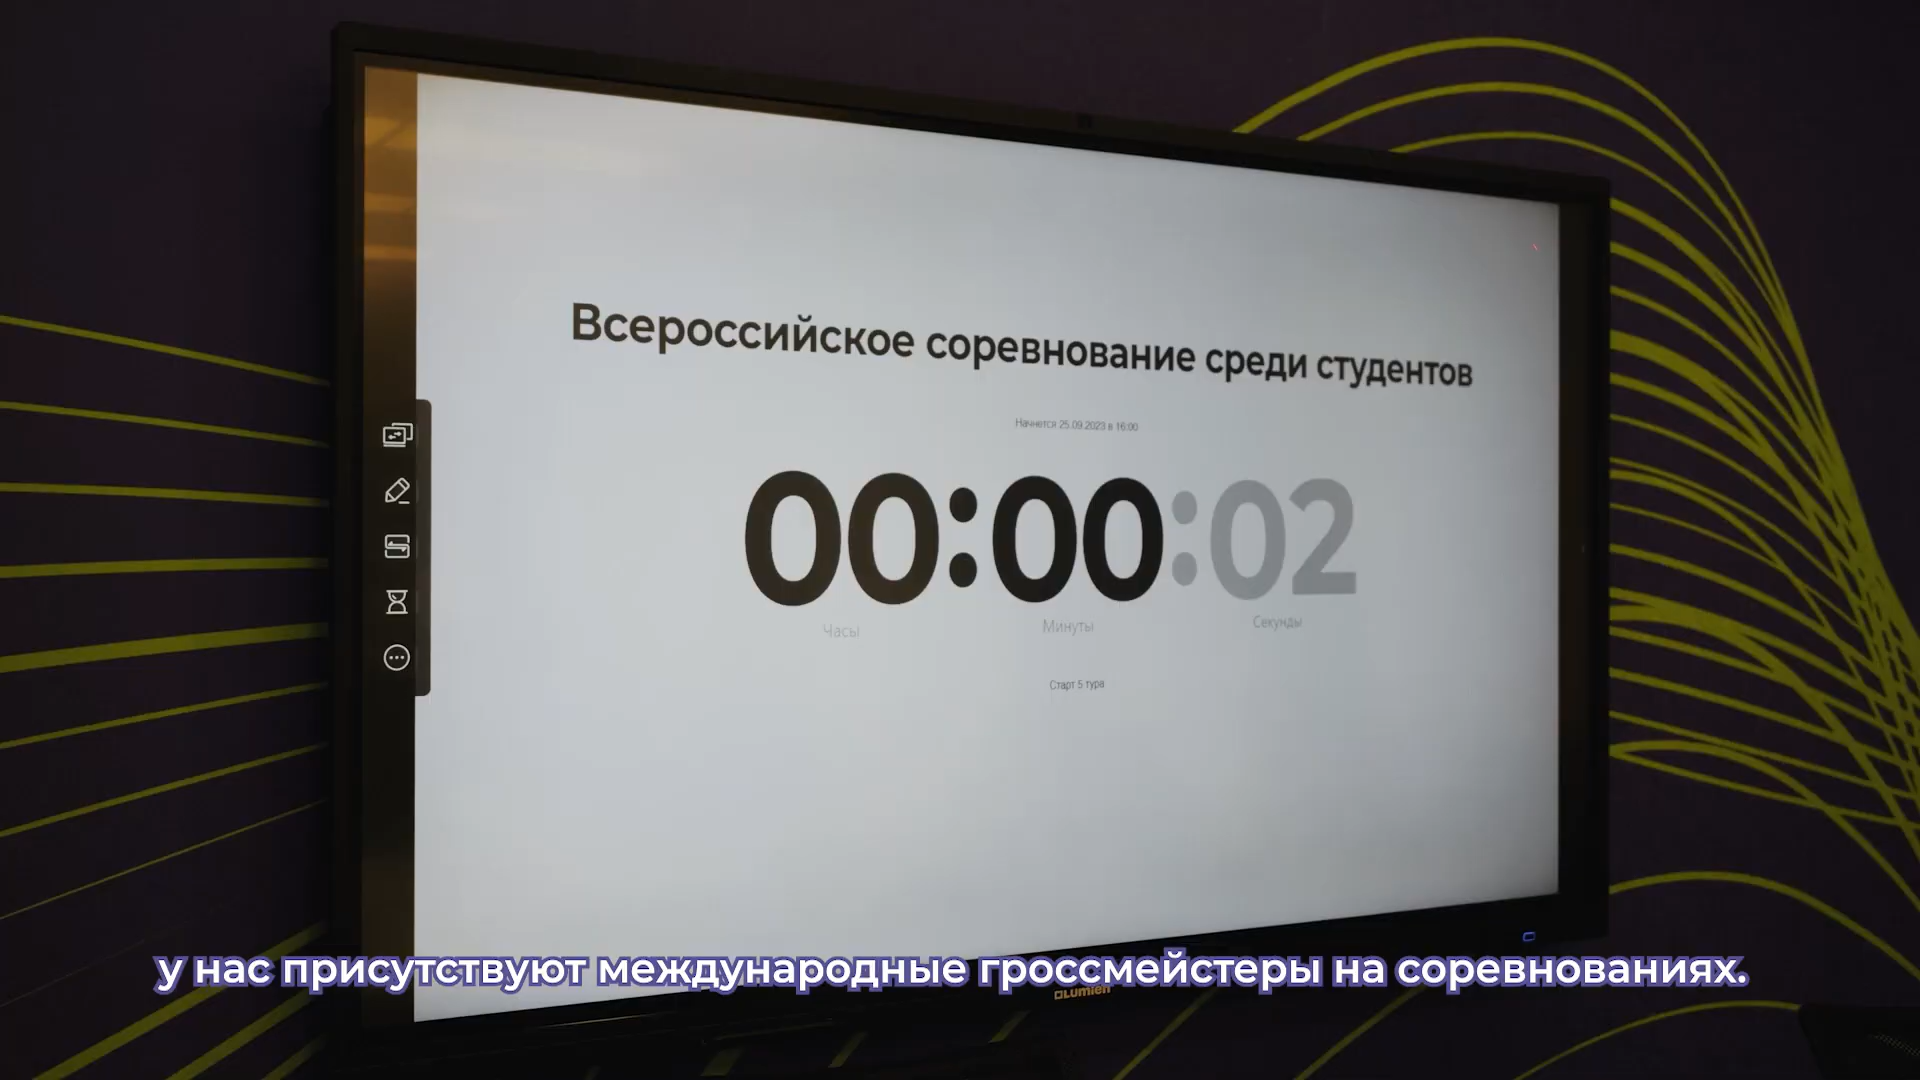 Всероссийское соревнование среди студентов
Начнется 25.09.2023 в 16:00
00:00:02
Часы
Минуты
Секунды
Старт 5 тура
у нас присутствуют международные гроссмейстеры на соревнованиях.
Lumien